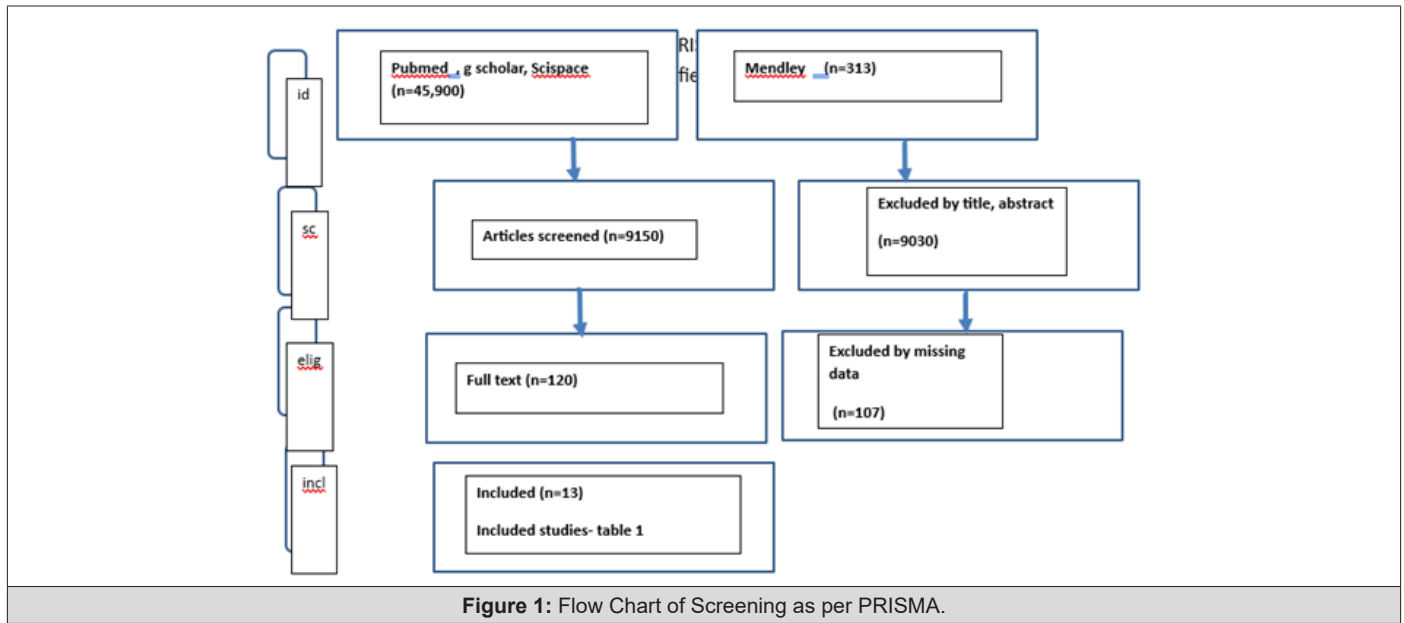 id
Pubmed , g scholar, Scispace
(n=45,900)
RI
fie
Mendley (n=313)
sc
Articles screened (n=9150)
Excluded by title, abstract
(n=9030)
elig
Full text (n=120)
Excluded by missing
data
(n=107)
incl
Included (n=13)
Included studies- table 1
Figure 1: Flow Chart of Screening as per PRISMA.